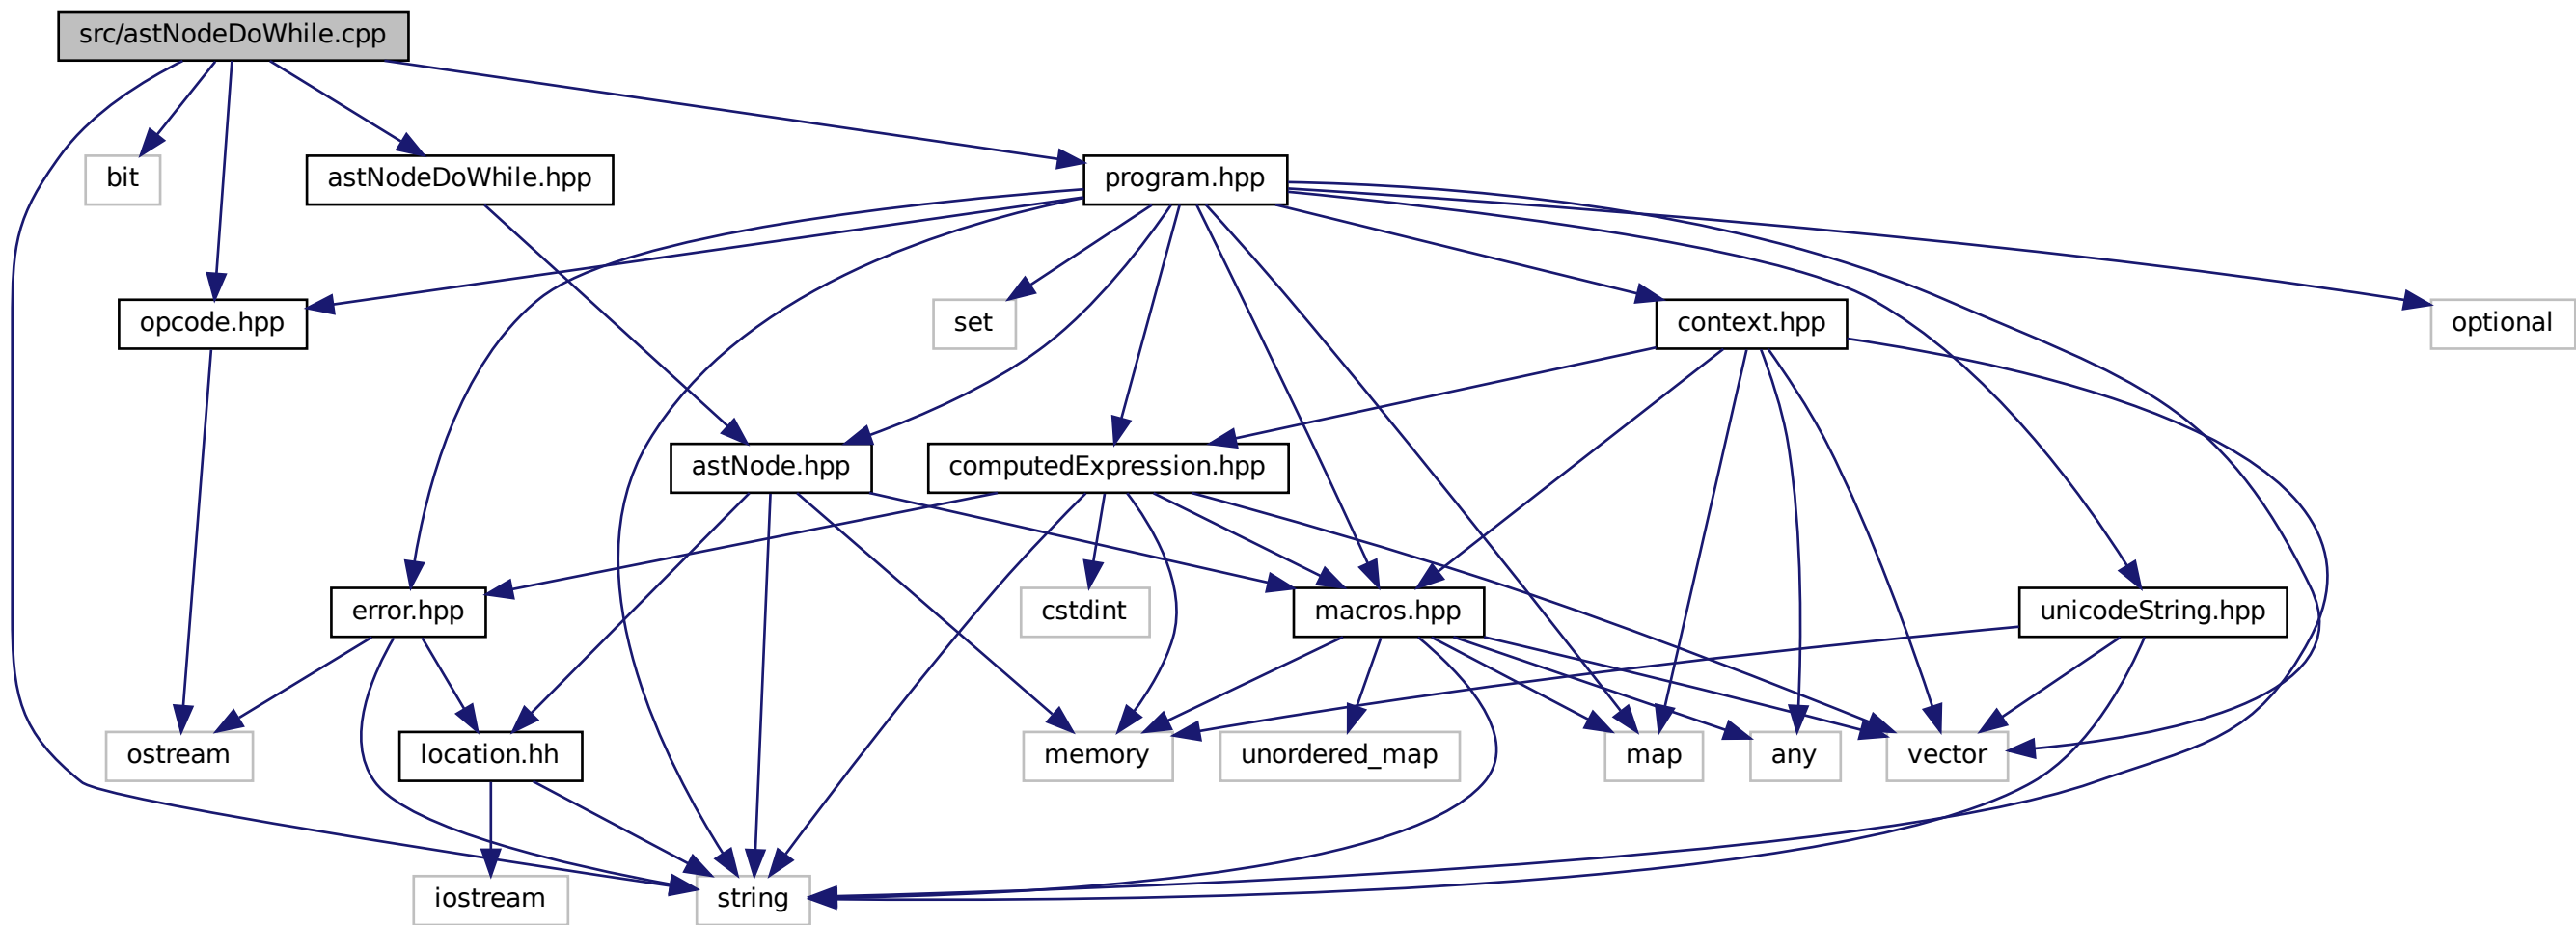 src/astNodeDoWhile.cpp
bit
astNodeDoWhile.hpp
program.hpp
opcode.hpp
set
context.hpp
optional
astNode.hpp
computedExpression.hpp
error.hpp
cstdint
macros.hpp
unicodeString.hpp
ostream
location.hh
memory
unordered_map
map
any
vector
iostream
string